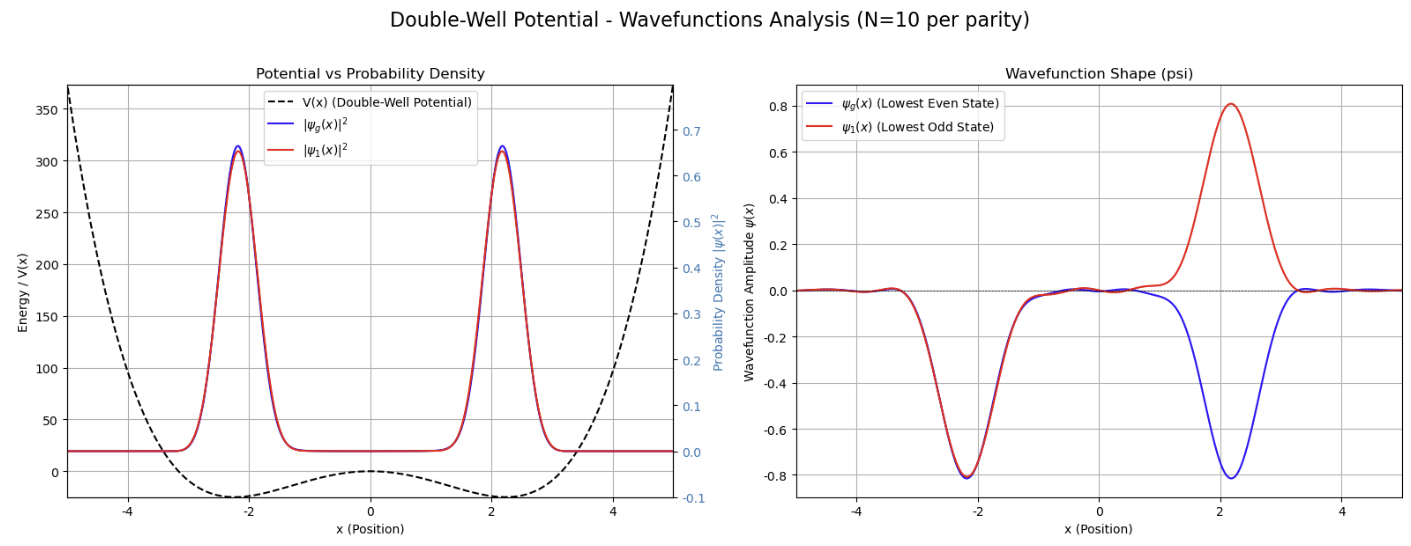 Double-Well Potential - Wavefunctions Analysis (N=10 per parity)
Potential vs Probability Density
V(x) (Double-Well Potential)
|ψg(x)|²
|ψ1(x)|²
Energy / V(x)
350
300
250
200
150
100
50
0
0.7
0.6
0.5
0.4
0.3
0.2
0.1
0.0
-0.1
Probability Density |ψ(x)|²
-4
-2
0
2
4
x (Position)
Wavefunction Shape (psi)
ψg(x) (Lowest Even State)
ψ1(x) (Lowest Odd State)
Wavefunction Amplitude ψ(x)
0.8
0.6
0.4
0.2
0.0
-0.2
-0.4
-0.6
-0.8
-4
-2
0
2
4
x (Position)